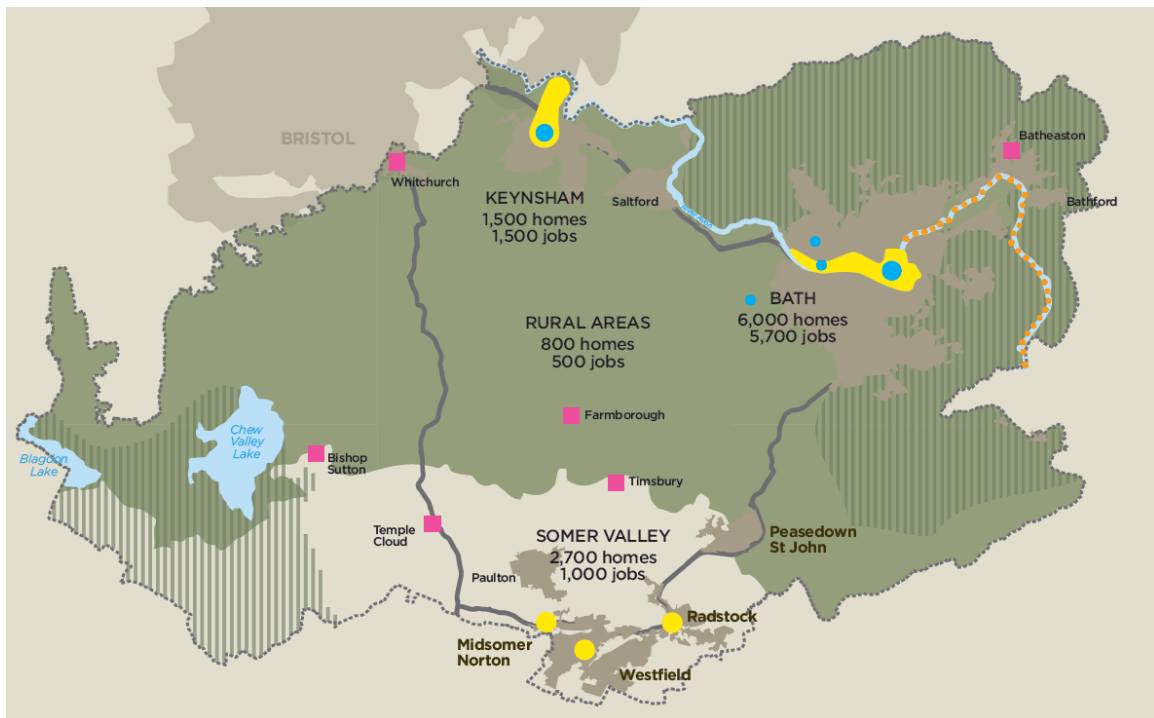 BRISTOL
Batheaston
Whitchurch
KEYNSHAM
1,500 homes
1,500 jobs
Saltford
Bathford
River Avon
BATH
6,000 homes
5,700 jobs
RURAL AREAS
800 homes
500 jobs
Farmborough
Chew
Valley
Lake
Blagdon
Lake
Bishop
Sutton
Timsbury
Temple
Cloud
SOMER VALLEY
2,700 homes
1,000 jobs
Peasedown
St John
Paulton
Radstock
Midsomer
Norton
Westfield